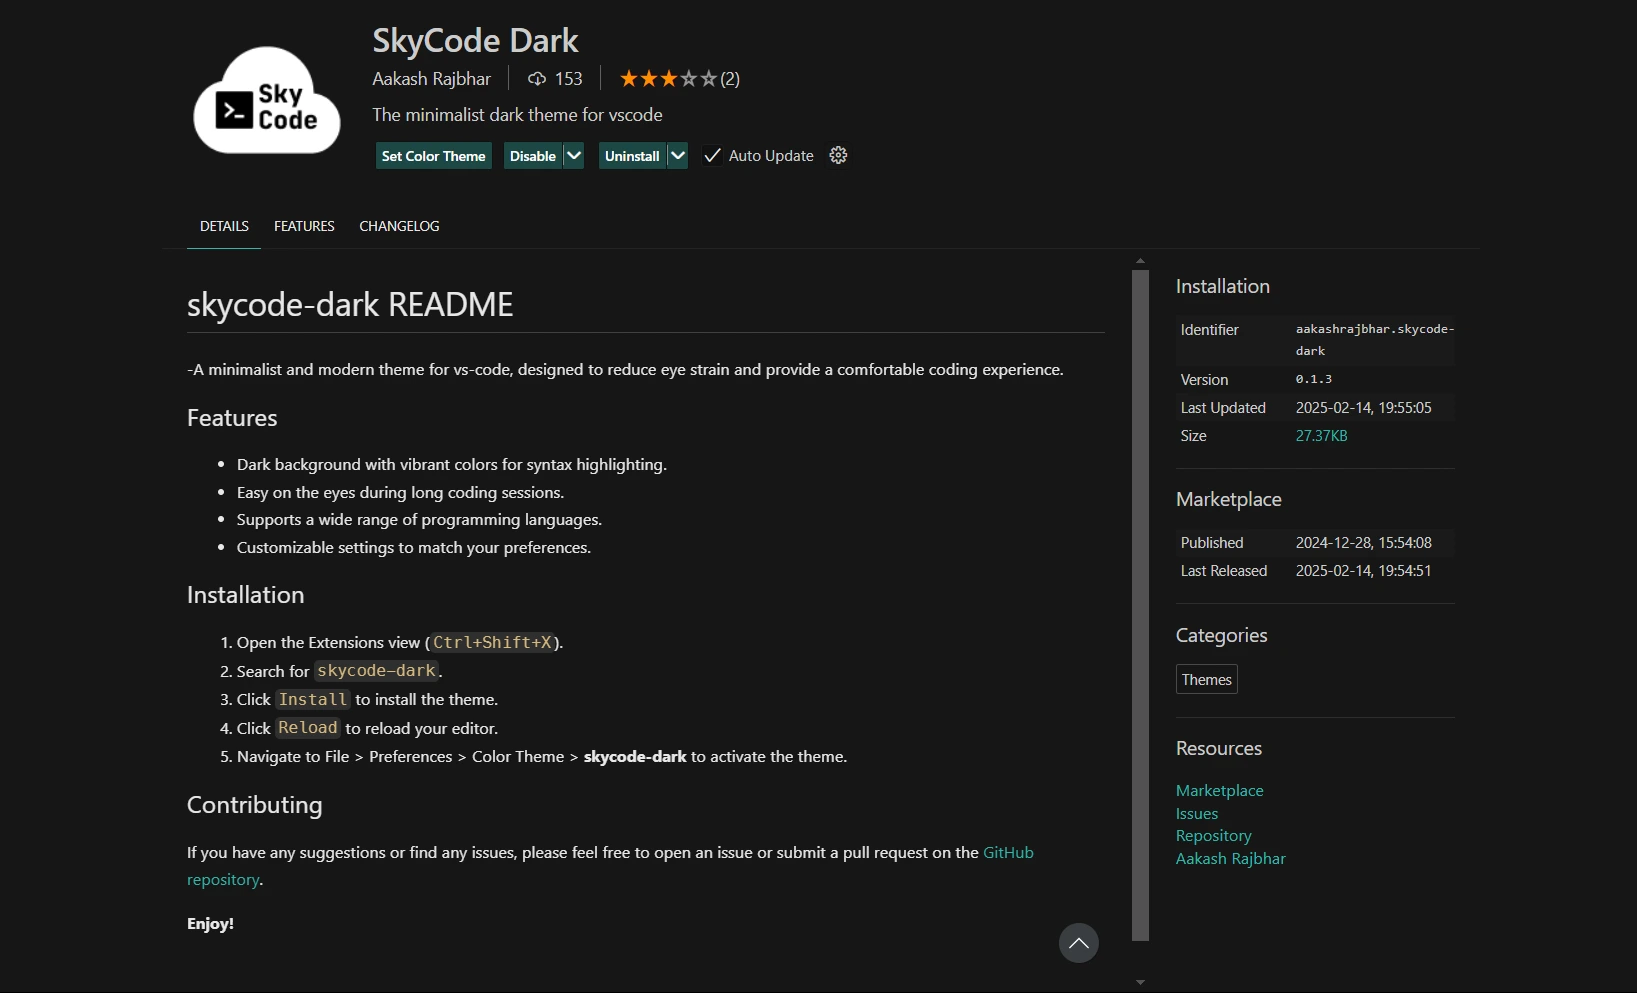 Sky
Code
SkyCode Dark
Aakash Rajbhar 153 (2)
The minimalist dark theme for vscode
Set Color Theme Disable Uninstall Auto Update
DETAILS FEATURES CHANGELOG
skycode-dark README
-A minimalist and modern theme for vs-code, designed to reduce eye strain and provide a comfortable coding experience.
Features
• Dark background with vibrant colors for syntax highlighting.
• Easy on the eyes during long coding sessions.
• Supports a wide range of programming languages.
• Customizable settings to match your preferences.
Installation
1. Open the Extensions view (Ctrl+Shift+X).
2. Search for skycode-dark.
3. Click Install to install the theme.
4. Click Reload to reload your editor.
5. Navigate to File > Preferences > Color Theme > skycode-dark to activate the theme.
Contributing
If you have any suggestions or find any issues, please feel free to open an issue or submit a pull request on the GitHub
repository.
Enjoy!
Installation
Identifier aakashrajbhar.skycode-
dark
Version 0.1.3
Last Updated 2025-02-14, 19:55:05
Size 27.37KB
Marketplace
Published 2024-12-28, 15:54:08
Last Released 2025-02-14, 19:54:51
Categories
Themes
Resources
Marketplace
Issues
Repository
Aakash Rajbhar